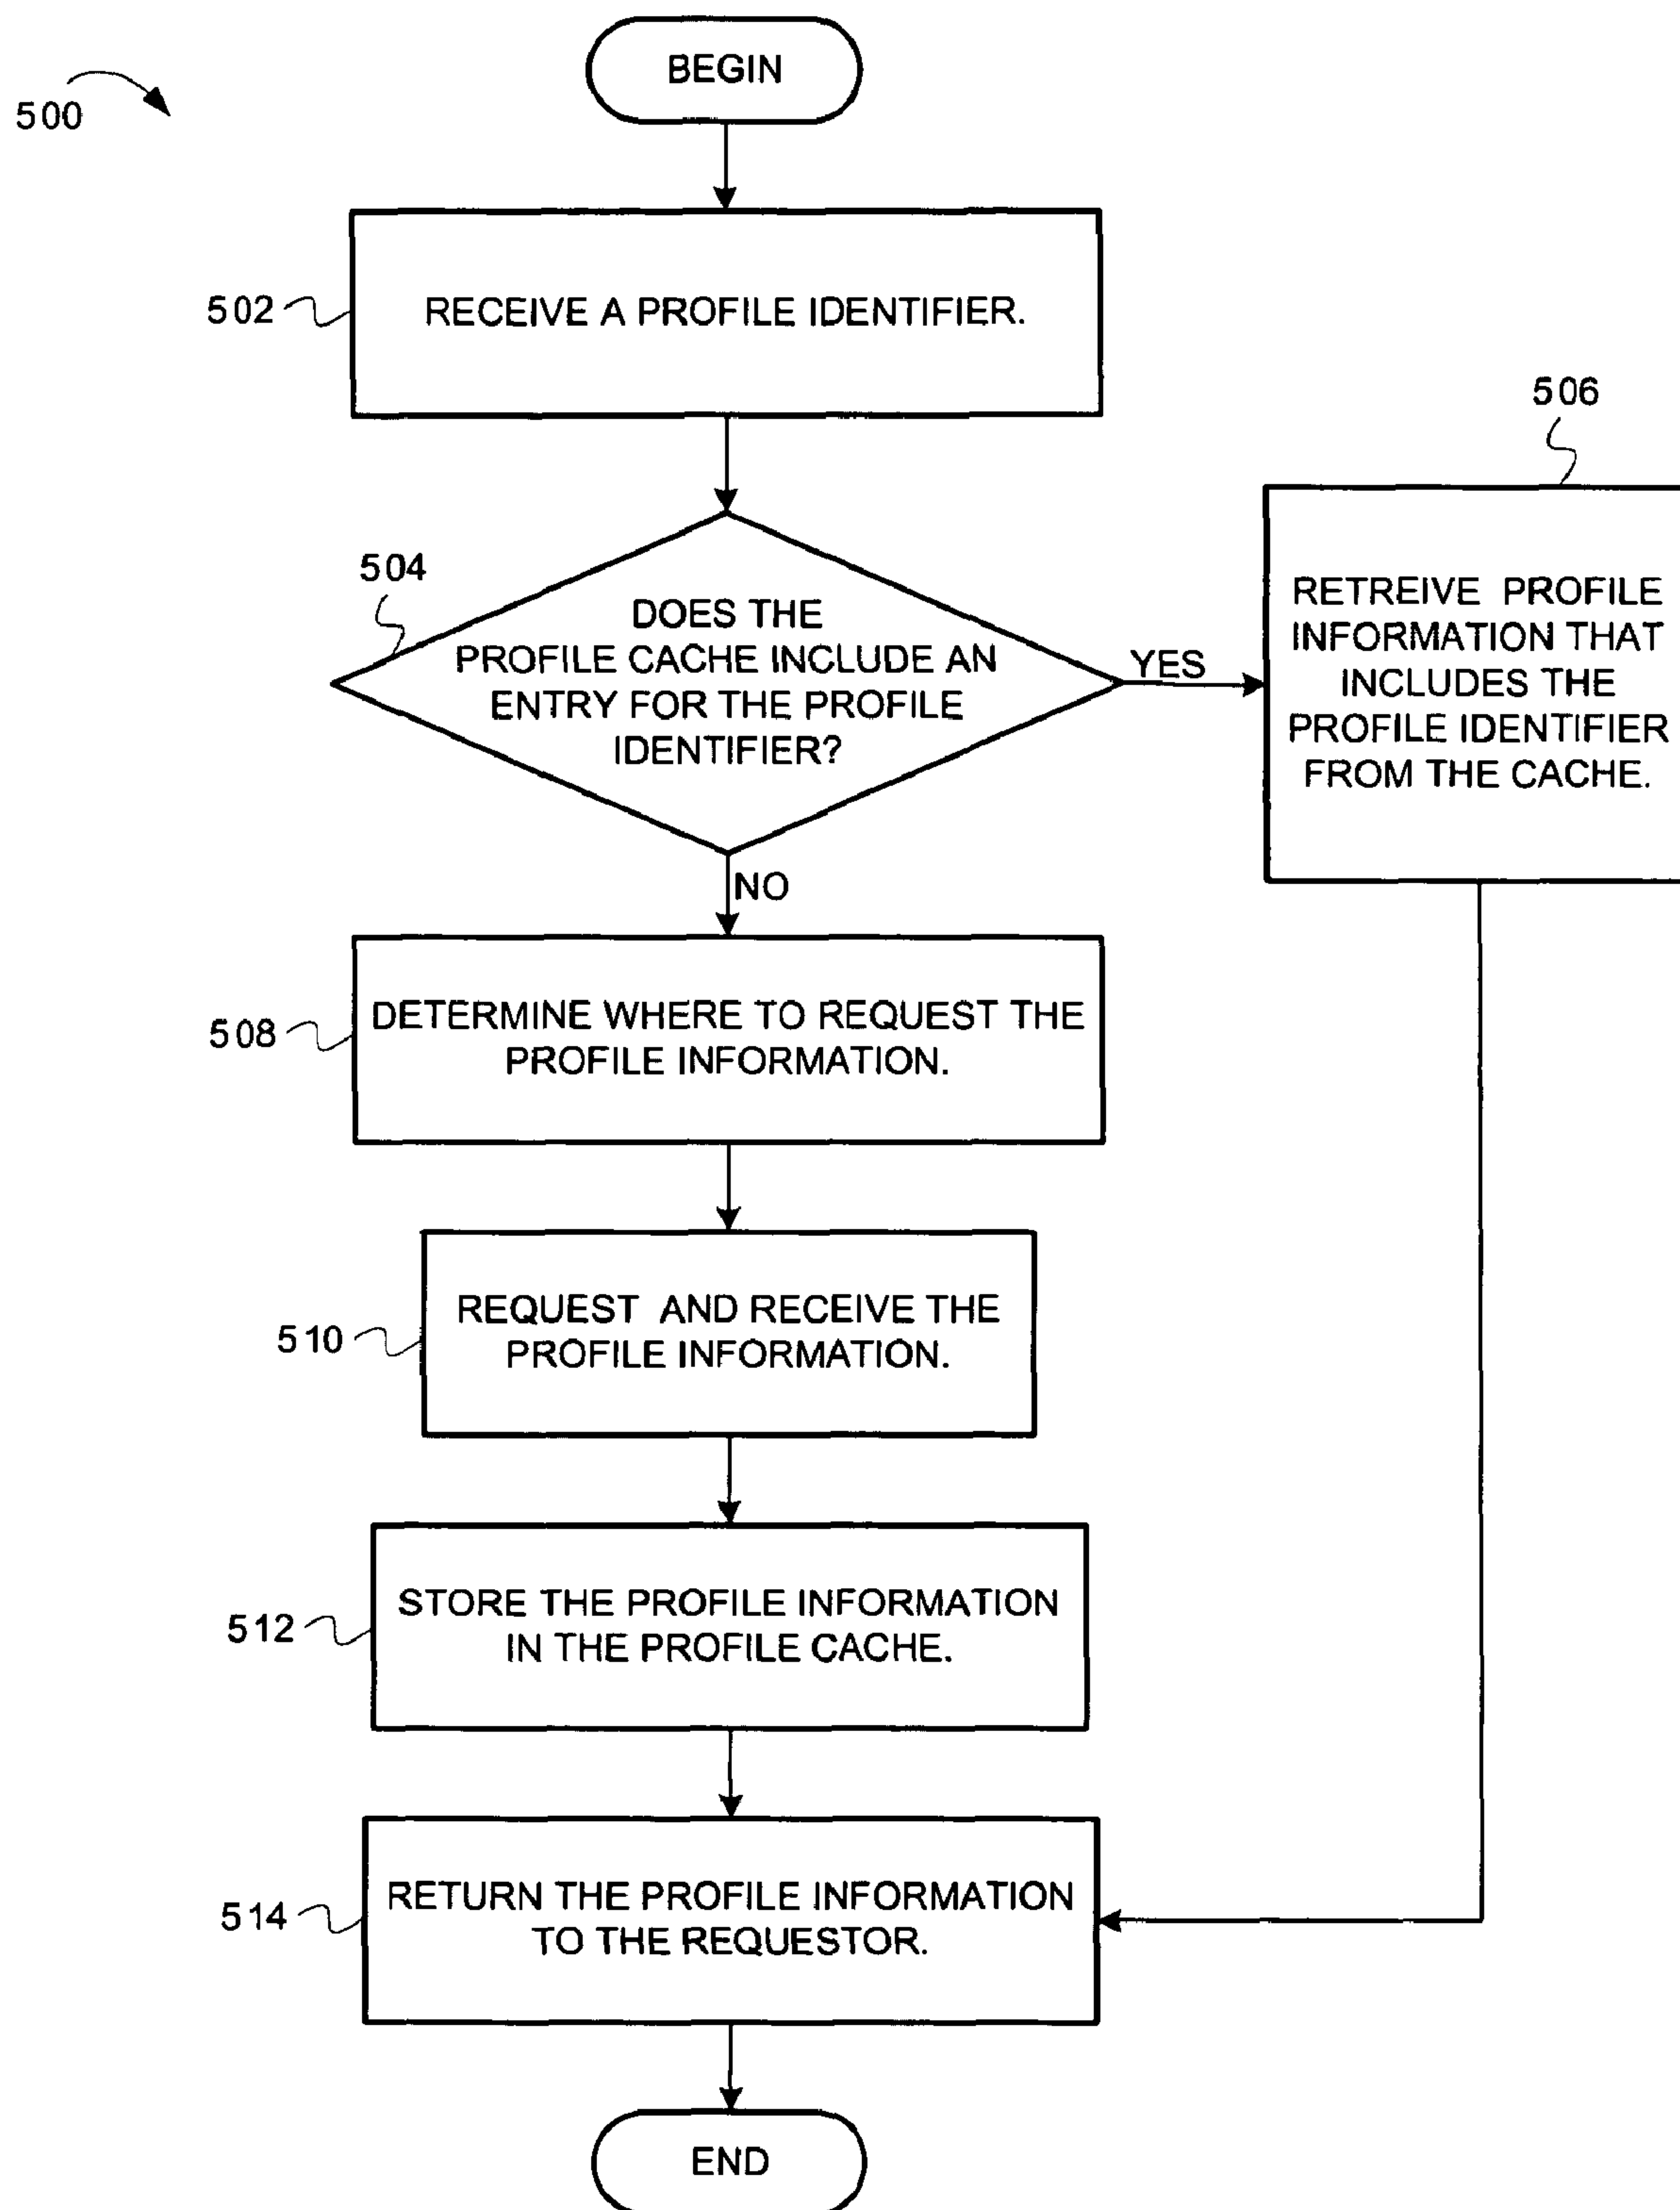 500
BEGIN
502
RECEIVE A PROFILE IDENTIFIER.
504
DOES THE
PROFILE CACHE INCLUDE AN
ENTRY FOR THE PROFILE
IDENTIFIER?
YES
506
RETREIVE PROFILE
INFORMATION THAT
INCLUDES THE
PROFILE IDENTIFIER
FROM THE CACHE.
NO
508
DETERMINE WHERE TO REQUEST THE
PROFILE INFORMATION.
510
REQUEST AND RECEIVE THE
PROFILE INFORMATION.
512
STORE THE PROFILE INFORMATION
IN THE PROFILE CACHE.
514
RETURN THE PROFILE INFORMATION
TO THE REQUESTOR.
END